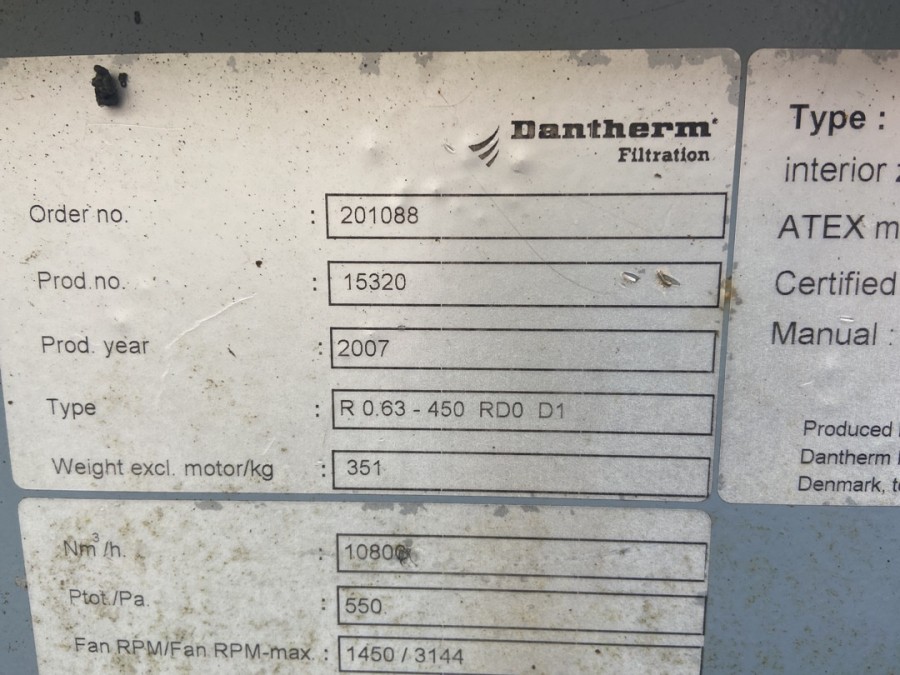 Dantherm
Filtration
Order no. : 201088
Prod.no. : 15320
Prod. year : 2007
Type : R 0.63 - 450 RD0 D1
Weight excl. motor/kg : 351
Nm³/h. : 10800
Ptot./Pa. : 550
Fan RPM/Fan RPM-max. : 1450 / 3144
Type :
interior
ATEX
Certified
Manual :
Produced
Dantherm
Denmark,